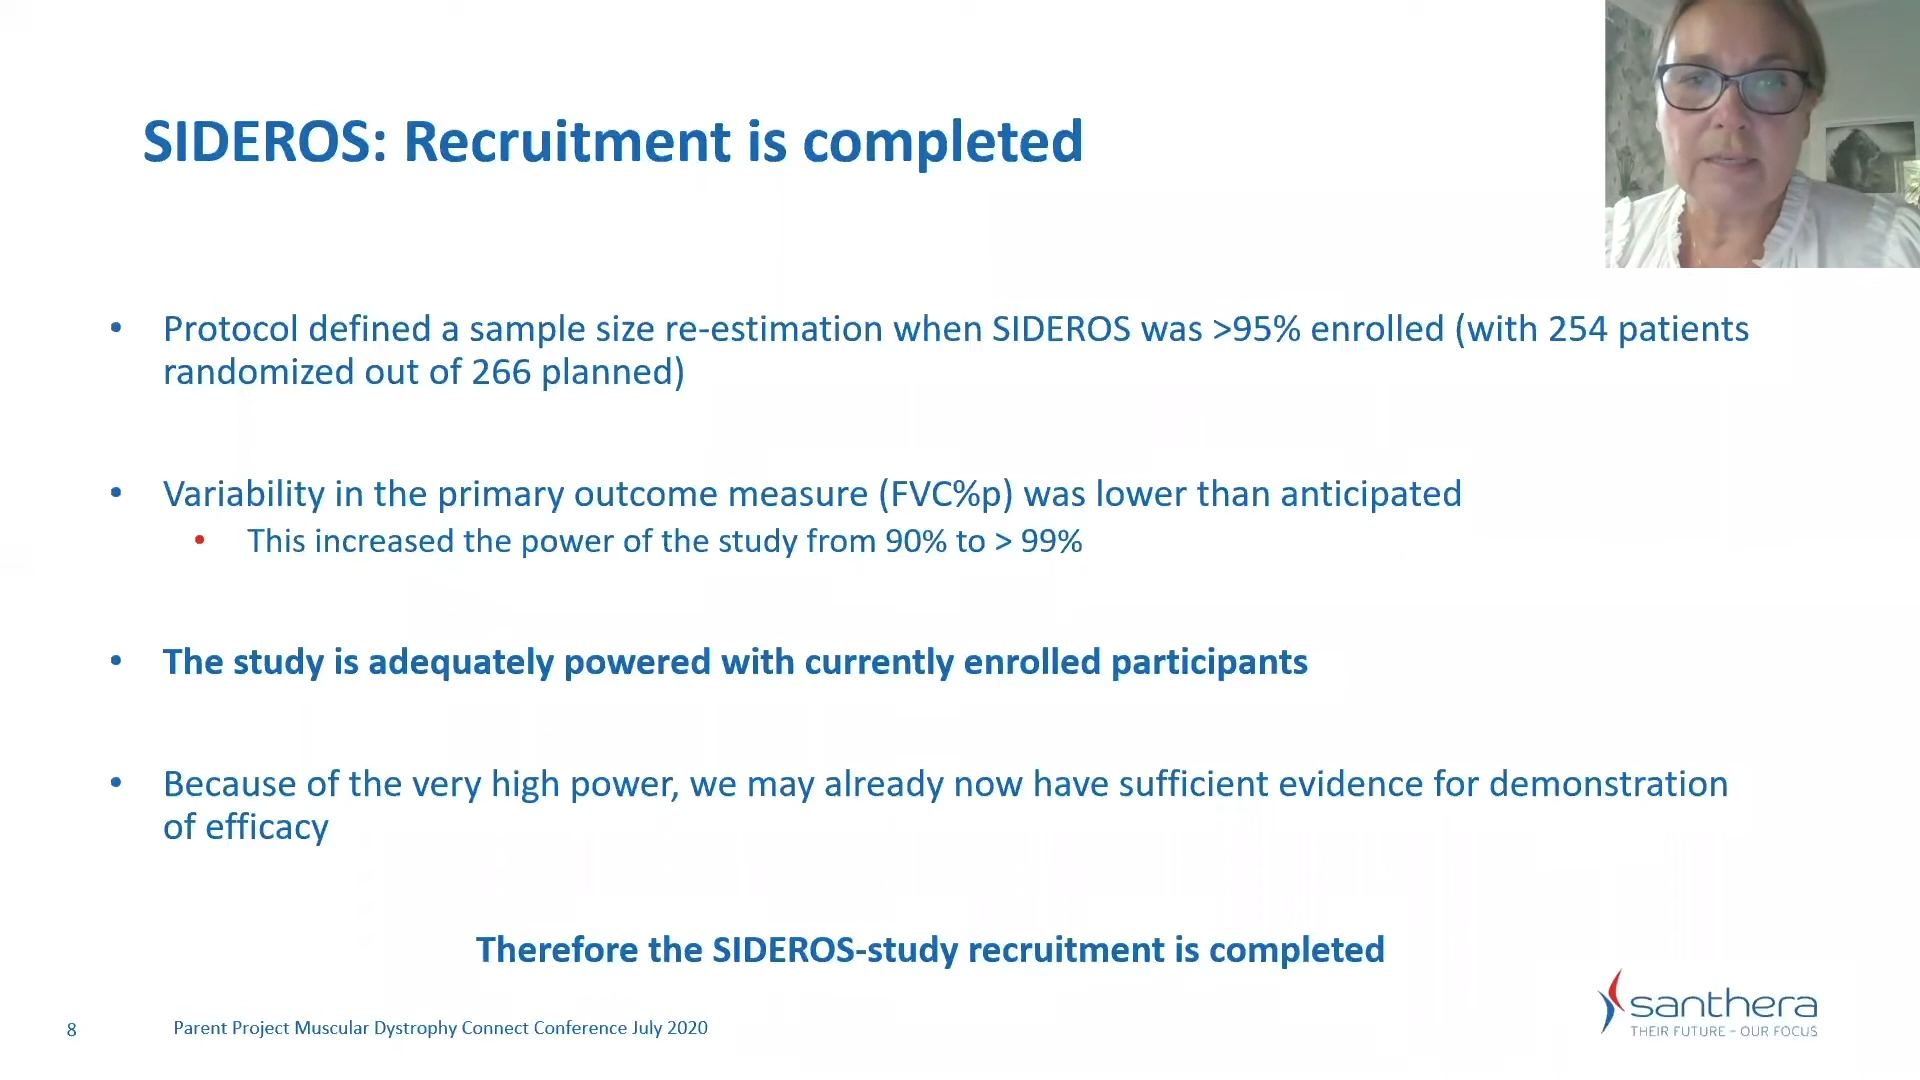 SIDEROS: Recruitment is completed
• Protocol defined a sample size re-estimation when SIDEROS was >95% enrolled (with 254 patients
randomized out of 266 planned)
• Variability in the primary outcome measure (FVC%p) was lower than anticipated
• This increased the power of the study from 90% to > 99%
• The study is adequately powered with currently enrolled participants
• Because of the very high power, we may already now have sufficient evidence for demonstration
of efficacy
Therefore the SIDEROS-study recruitment is completed
8
Parent Project Muscular Dystrophy Connect Conference July 2020
santhera
THEIR FUTURE – OUR FOCUS